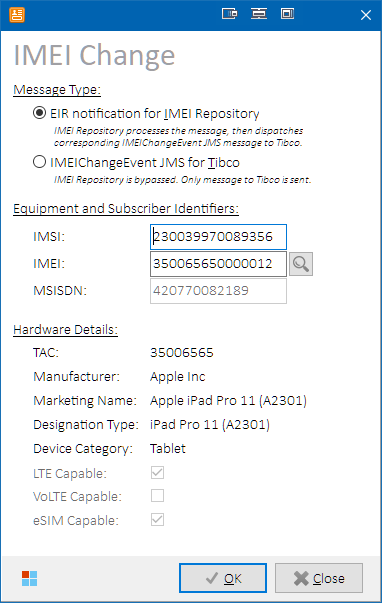 IMEI Change
Message Type:
EIR notification for IMEI Repository
IMEI Repository processes the message, then dispatches
corresponding IMEIChangeEvent JMS message to Tibco.
IMEIChangeEvent JMS for Tibco
IMEI Repository is bypassed. Only message to Tibco is sent.
Equipment and Subscriber Identifiers:
IMSI: 230039970089356
IMEI: 350065650000012
MSISDN: 420770082189
Hardware Details:
TAC: 35006565
Manufacturer: Apple Inc
Marketing Name: Apple iPad Pro 11 (A2301)
Designation Type: iPad Pro 11 (A2301)
Device Category: Tablet
LTE Capable:
VoLTE Capable:
eSIM Capable:
OK Close